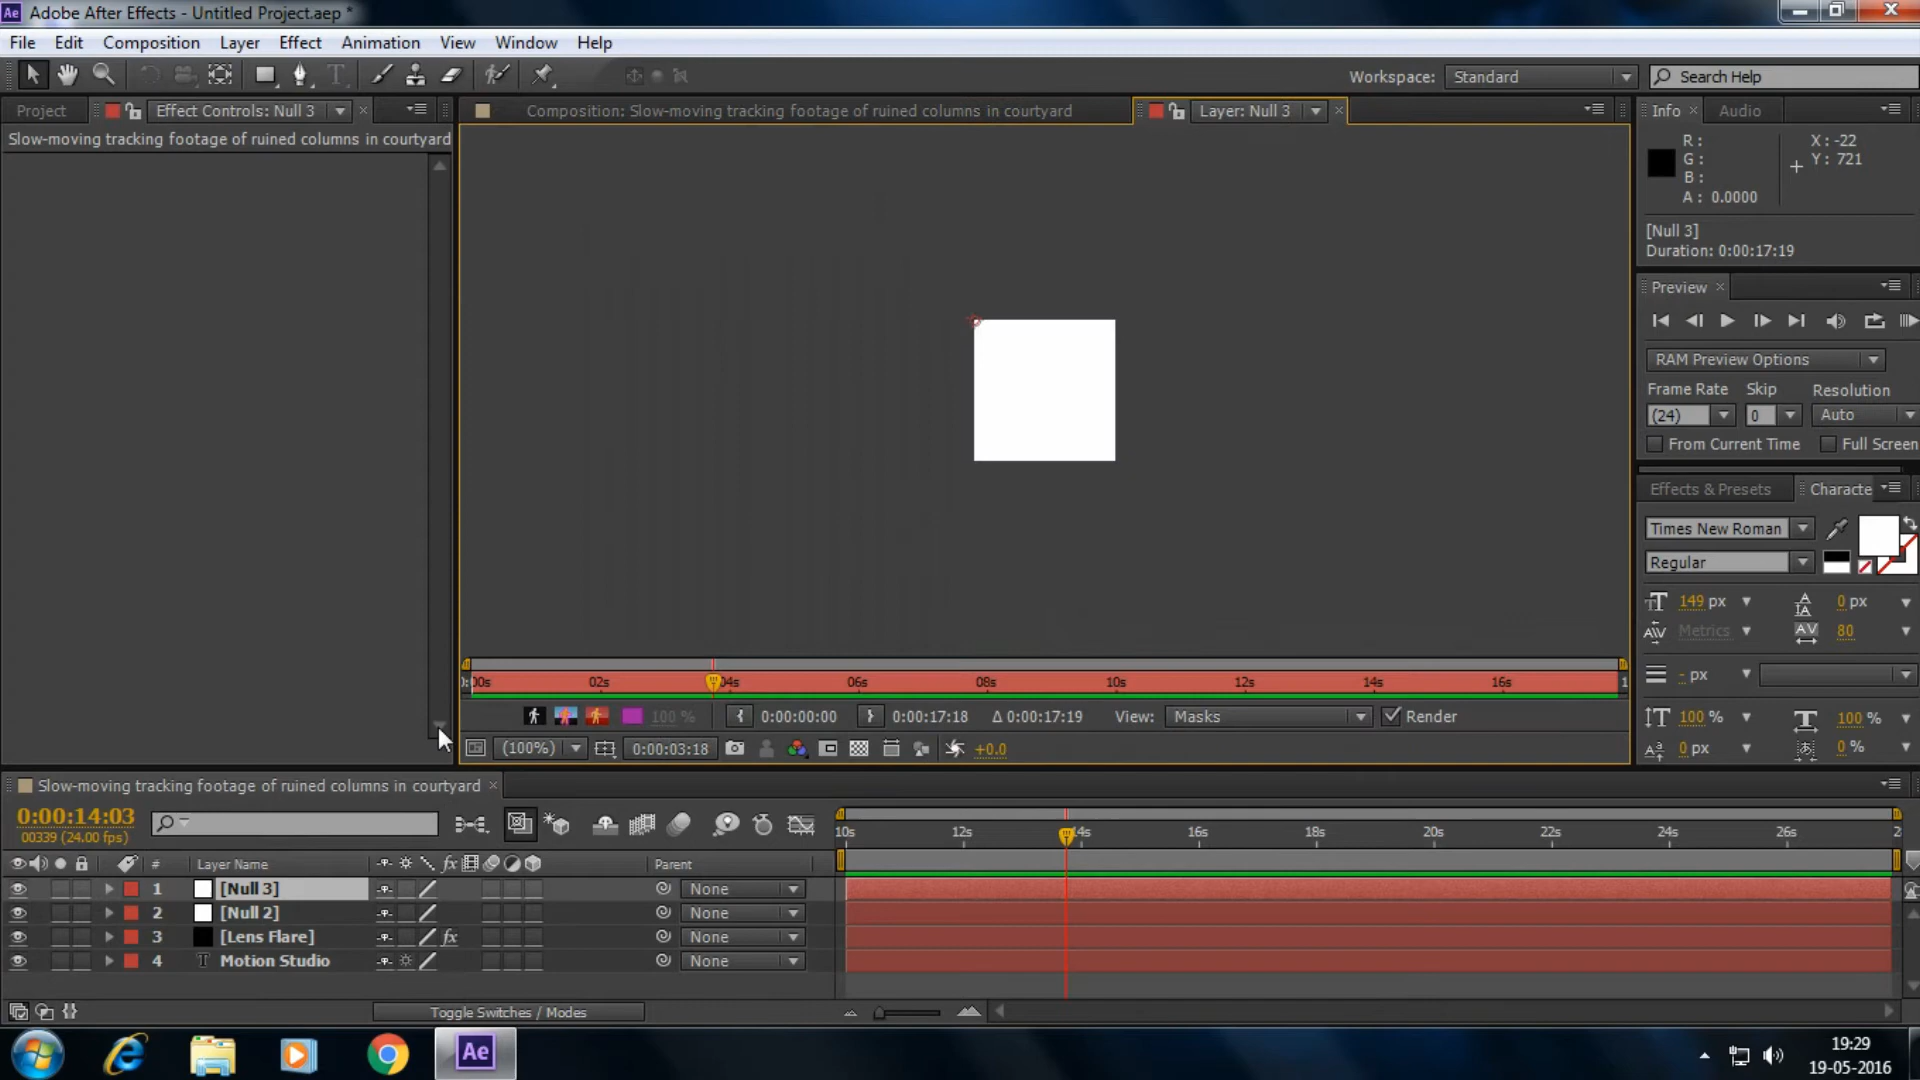 Ae Adobe After Effects - Untitled Project.aep *
File Edit Composition Layer Effect Animation View Window Help
Workspace: Standard Search Help
Project Effect Controls: Null 3
Slow-moving tracking footage of ruined columns in courtyard
Composition: Slow-moving tracking footage of ruined columns in courtyard
Layer: Null 3
Info Audio
R :
G :
B :
A : 0.0000
X : -22
Y : 721
[Null 3]
Duration: 0:00:17:19
Preview
RAM Preview Options
Frame Rate Skip Resolution
(24) 0 Auto
From Current Time Full Screen
Effects & Presets Characte
Times New Roman
Regular
149 px 0 px
Metrics 80
- px
100 % 100 %
0 px 0 %
00s 02s 04s 06s 08s 10s 12s 14s 16s
100 % 0:00:00:00 0:00:17:18 Δ 0:00:17:19 View: Masks Render
(100%) 0:00:03:18 +0.0
Slow-moving tracking footage of ruined columns in courtyard
0:00:14:03
00339 (24.00 fps)
10s 12s 14s 16s 18s 20s 22s 24s 26s 2
# Layer Name fx Parent
1 [Null 3] None
2 [Null 2] None
3 [Lens Flare] fx None
4 T Motion Studio None
Toggle Switches / Modes
Ae
19:29
19-05-2016